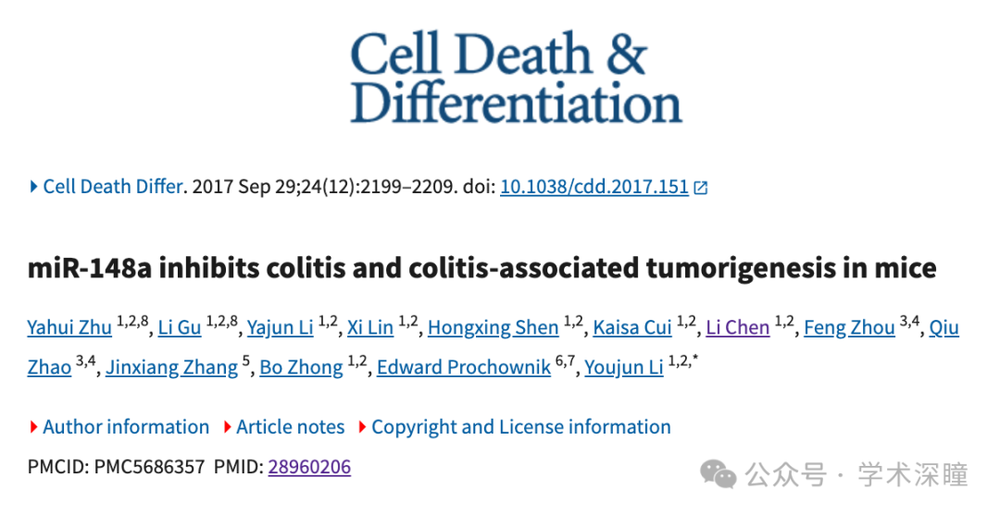 Cell Death &
Differentiation
Cell Death Differ. 2017 Sep 29;24(12):2199–2209. doi: 10.1038/cdd.2017.151
miR-148a inhibits colitis and colitis-associated tumorigenesis in mice
Yahui Zhu 1,2,8, Li Gu 1,2,8, Yajun Li 1,2, Xi Lin 1,2, Hongxing Shen 1,2, Kaisa Cui 1,2, Li Chen 1,2, Feng Zhou 3,4, Qiu
Zhao 3,4, Jinxiang Zhang 5, Bo Zhong 1,2, Edward Prochownik 6,7, Youjun Li 1,2,*
Author information Article notes Copyright and License information
PMCID: PMC5686357 PMID: 28960206
公众号 · 学术深瞳